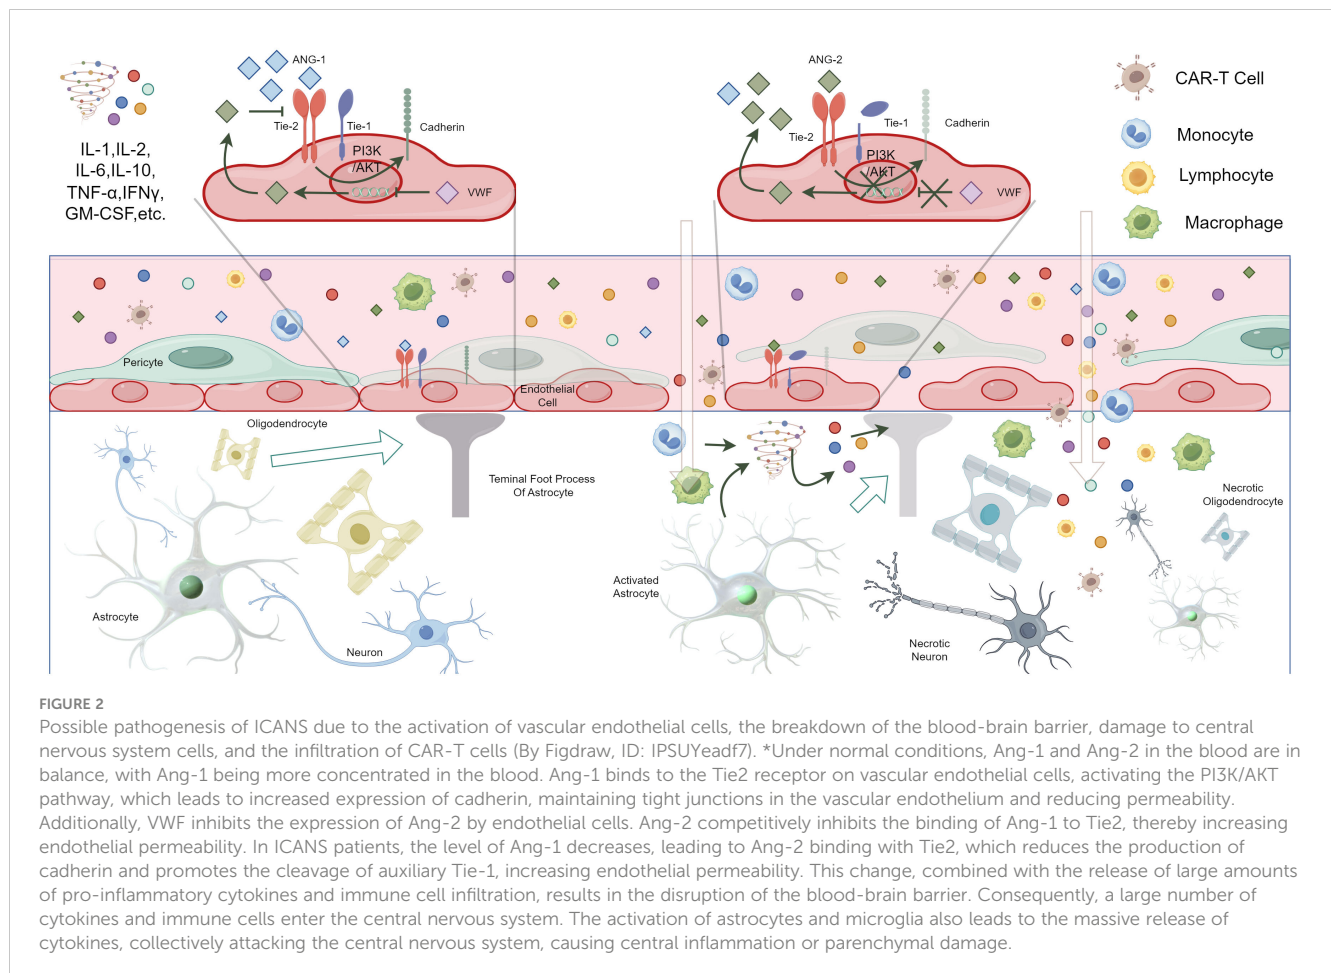 ANG-1
Tie-2
Tie-1
Cadherin
PI3K
/AKT
VWF
IL-1,IL-2,
IL-6,IL-10,
TNF-α,IFNγ,
GM-CSF,etc.
ANG-2
Tie-2
Tie-1
Cadherin
PI3K
/AKT
VWF
CAR-T Cell
Monocyte
Lymphocyte
Macrophage
Pericyte
Endothelial
Cell
Oligodendrocyte
Teminal Foot Process
Of Astrocyte
Astrocyte
Neuron
Activated
Astrocyte
Necrotic
Neuron
Necrotic
Oligodendrocyte
FIGURE 2
Possible pathogenesis of ICANS due to the activation of vascular endothelial cells, the breakdown of the blood-brain barrier, damage to central
nervous system cells, and the infiltration of CAR-T cells (By Figdraw, ID: IPSUYeadf7). *Under normal conditions, Ang-1 and Ang-2 in the blood are in
balance, with Ang-1 being more concentrated in the blood. Ang-1 binds to the Tie2 receptor on vascular endothelial cells, activating the PI3K/AKT
pathway, which leads to increased expression of cadherin, maintaining tight junctions in the vascular endothelium and reducing permeability.
Additionally, VWF inhibits the expression of Ang-2 by endothelial cells. Ang-2 competitively inhibits the binding of Ang-1 to Tie2, thereby increasing
endothelial permeability. In ICANS patients, the level of Ang-1 decreases, leading to Ang-2 binding with Tie2, which reduces the production of
cadherin and promotes the cleavage of auxiliary Tie-1, increasing endothelial permeability. This change, combined with the release of large amounts
of pro-inflammatory cytokines and immune cell infiltration, results in the disruption of the blood-brain barrier. Consequently, a large number of
cytokines and immune cells enter the central nervous system. The activation of astrocytes and microglia also leads to the massive release of
cytokines, collectively attacking the central nervous system, causing central inflammation or parenchymal damage.